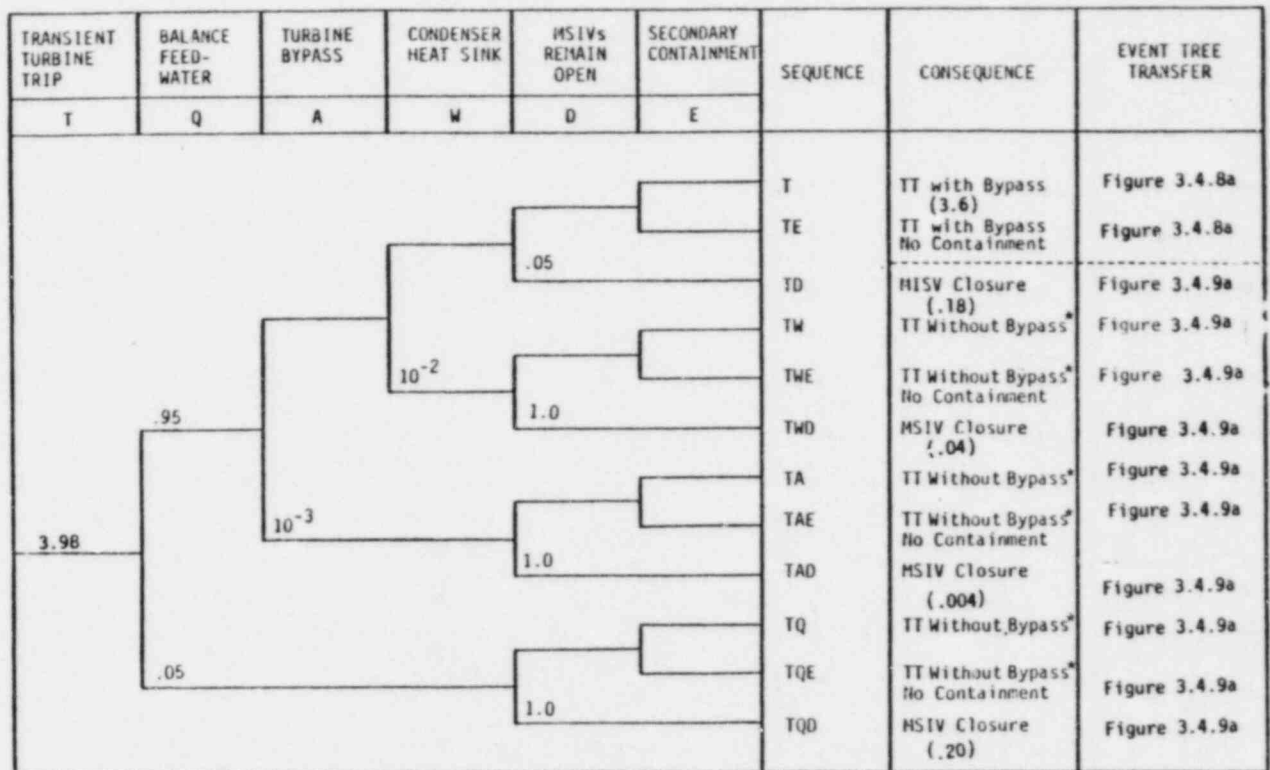 TRANSIENT TURBINE TRIP
BALANCE FEED-WATER
TURBINE BYPASS
CONDENSER HEAT SINK
MSIVs REMAIN OPEN
SECONDARY CONTAINMENT
SEQUENCE
CONSEQUENCE
EVENT TREE TRANSFER
T
Q
A
W
D
E
T
TT with Bypass
(3.6)
Figure 3.4.8a
TE
TT with Bypass
No Containment
Figure 3.4.8a
.05
TD
MISV Closure
(.18)
Figure 3.4.9a
TW
TT Without Bypass*
Figure 3.4.9a
10-2
TWE
TT Without Bypass*
No Containment
Figure 3.4.9a
.95
1.0
TWD
MSIV Closure
(.04)
Figure 3.4.9a
TA
TT Without Bypass*
Figure 3.4.9a
10-3
TAE
TT Without Bypass*
No Containment
Figure 3.4.9a
3.98
1.0
TAD
MSIV Closure
(.004)
Figure 3.4.9a
TQ
TT Without Bypass*
Figure 3.4.9a
.05
TQE
TT Without Bypass*
No Containment
Figure 3.4.9a
1.0
TQD
MSIV Closure
(.20)
Figure 3.4.9a